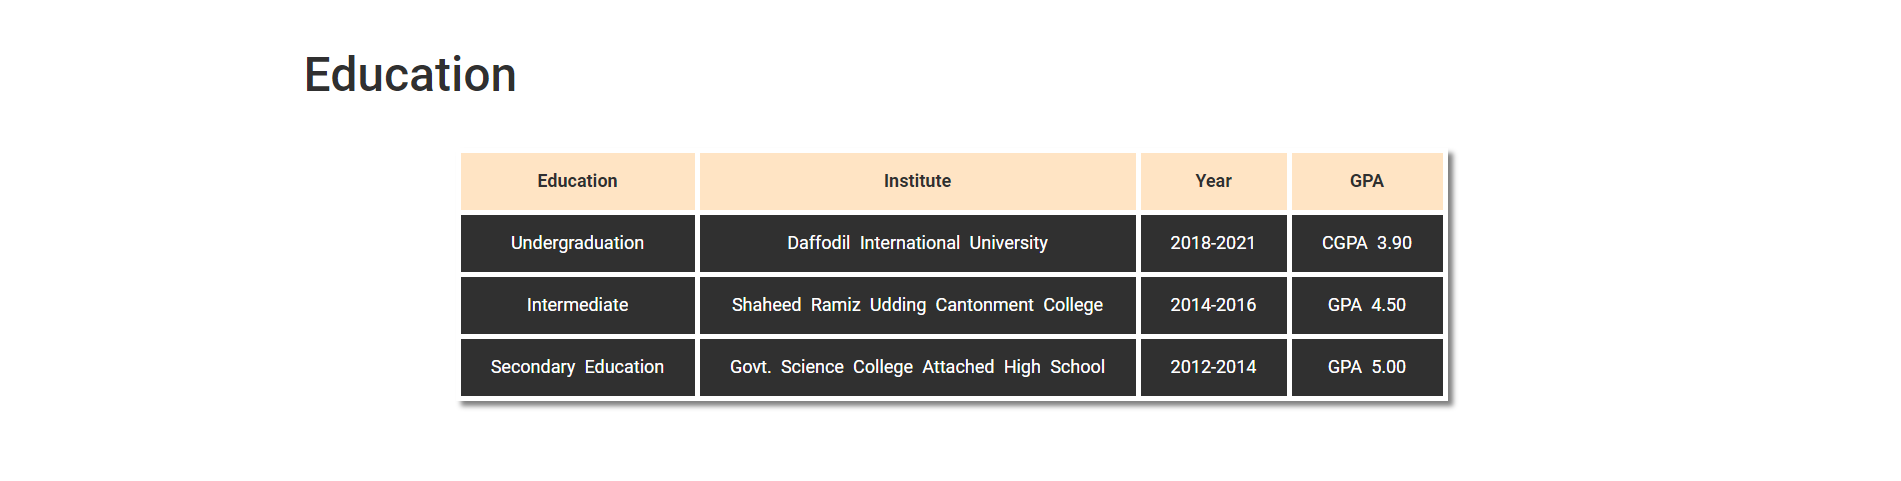 Education
Education Institute Year GPA
Undergraduation Daffodil International University 2018-2021 CGPA 3.90
Intermediate Shaheed Ramiz Udding Cantonment College 2014-2016 GPA 4.50
Secondary Education Govt. Science College Attached High School 2012-2014 GPA 5.00